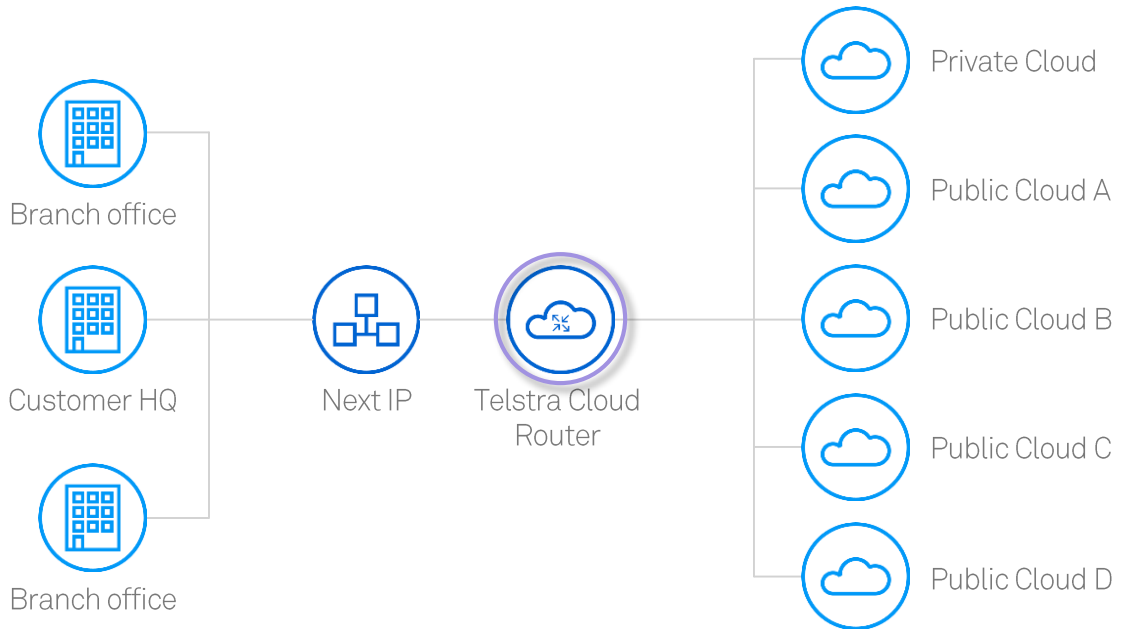 Branch office
Customer HQ
Branch office
Next IP
Telstra Cloud
Router
Private Cloud
Public Cloud A
Public Cloud B
Public Cloud C
Public Cloud D